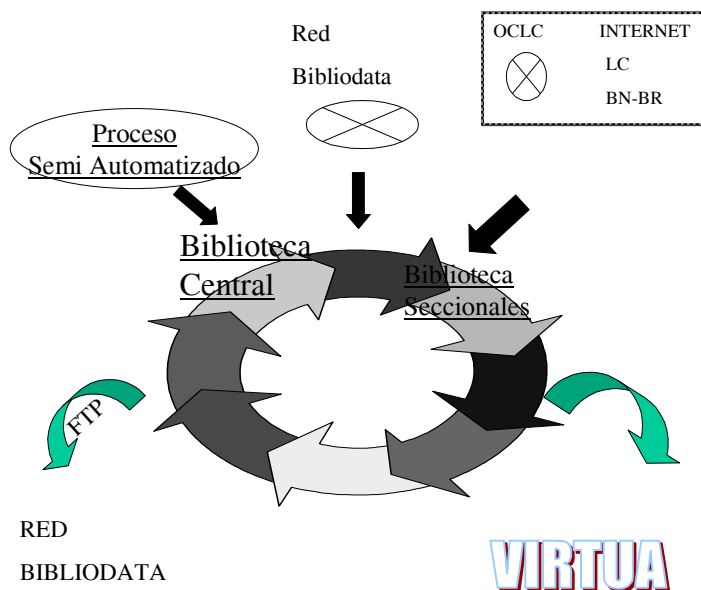 Red
Bibliodata
OCLC INTERNET
LC
BN-BR
Proceso
Semi Automatizado
Biblioteca
Central
Biblioteca
Seccionales
FTP
RED
BIBLIODATA
VIRTUA